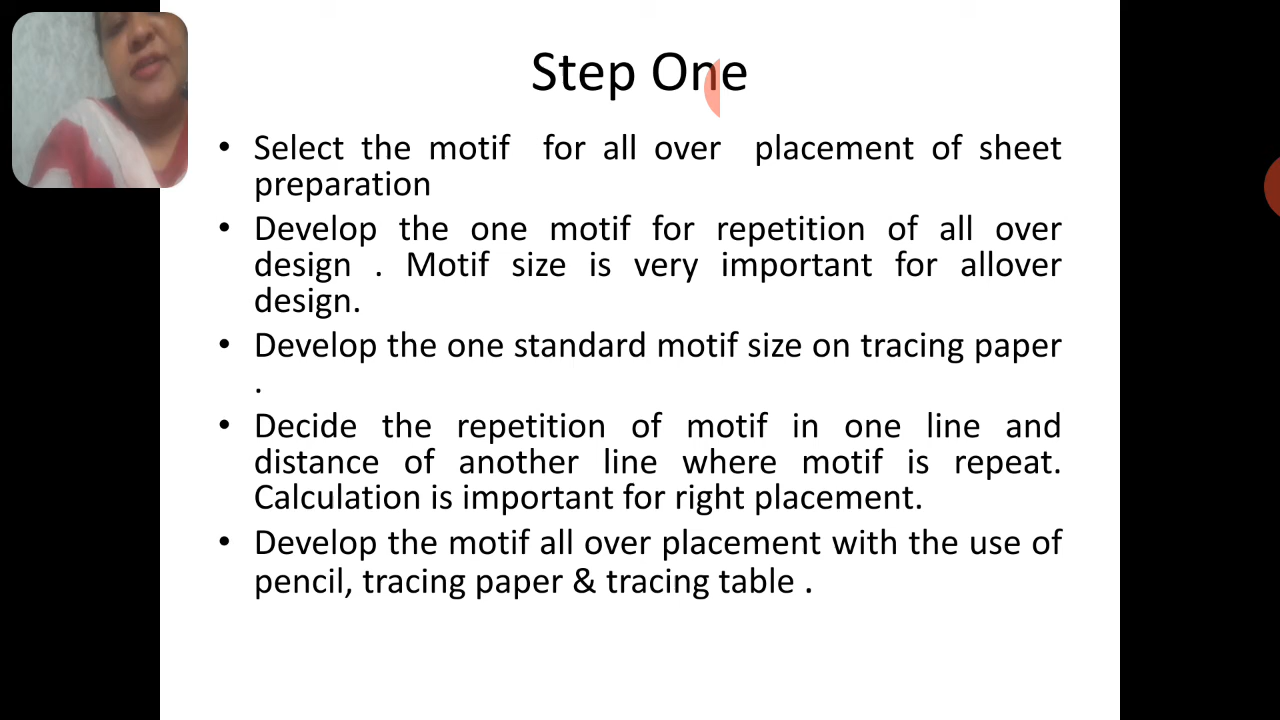 Step One
• Select the motif for all over placement of sheet
preparation
• Develop the one motif for repetition of all over
design . Motif size is very important for allover
design.
• Develop the one standard motif size on tracing paper
.
• Decide the repetition of motif in one line and
distance of another line where motif is repeat.
Calculation is important for right placement.
• Develop the motif all over placement with the use of
pencil, tracing paper & tracing table .